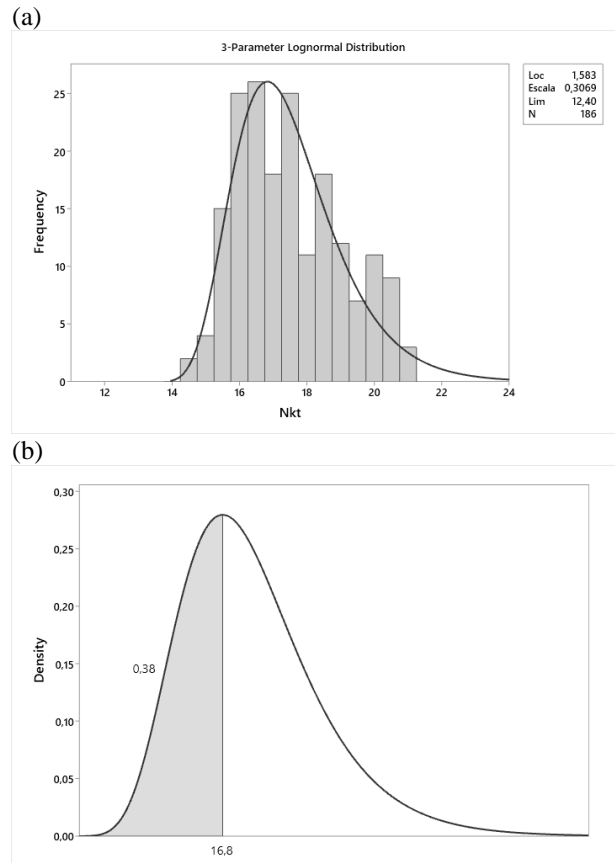 (a)
3-Parameter Lognormal Distribution
Loc 1,583
Escala 0,3069
Lim 12,40
N 186
25
20
15
10
5
0
Frequency
12 14 16 18 20 22 24
Nkt
(b)
0,30
0,25
0,20
0,15
0,10
0,05
0,00
Density
0,38
16,8